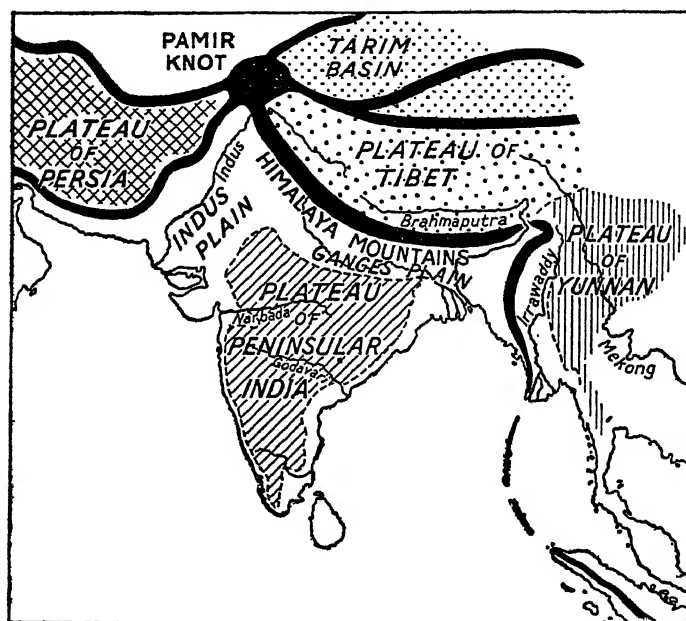 PAMIR
KNOT
TARIM
BASIN
PLATEAU
OF
PERSIA
Indus
INDUS
PLAIN
HIMALAYA MOUNTAINS
PLATEAU OF
TIBET
Brahmaputra
GANGES PLAIN
PLATEAU
OF
YUNNAN
Irrawaddy
Mekong
PLATEAU
OF
PENINSULAR
INDIA
Narbada
Godavari